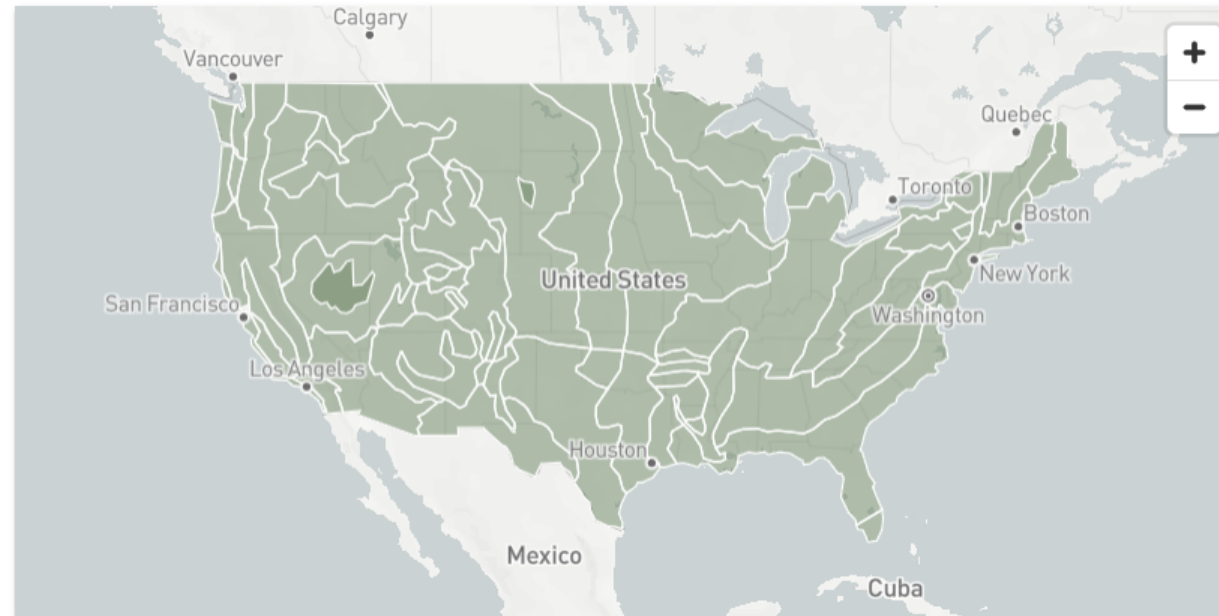 Calgary
Vancouver
+
Quebec
−
Toronto
Boston
New York
United States
San Francisco
Washington
Los Angeles
Houston
Mexico
Cuba